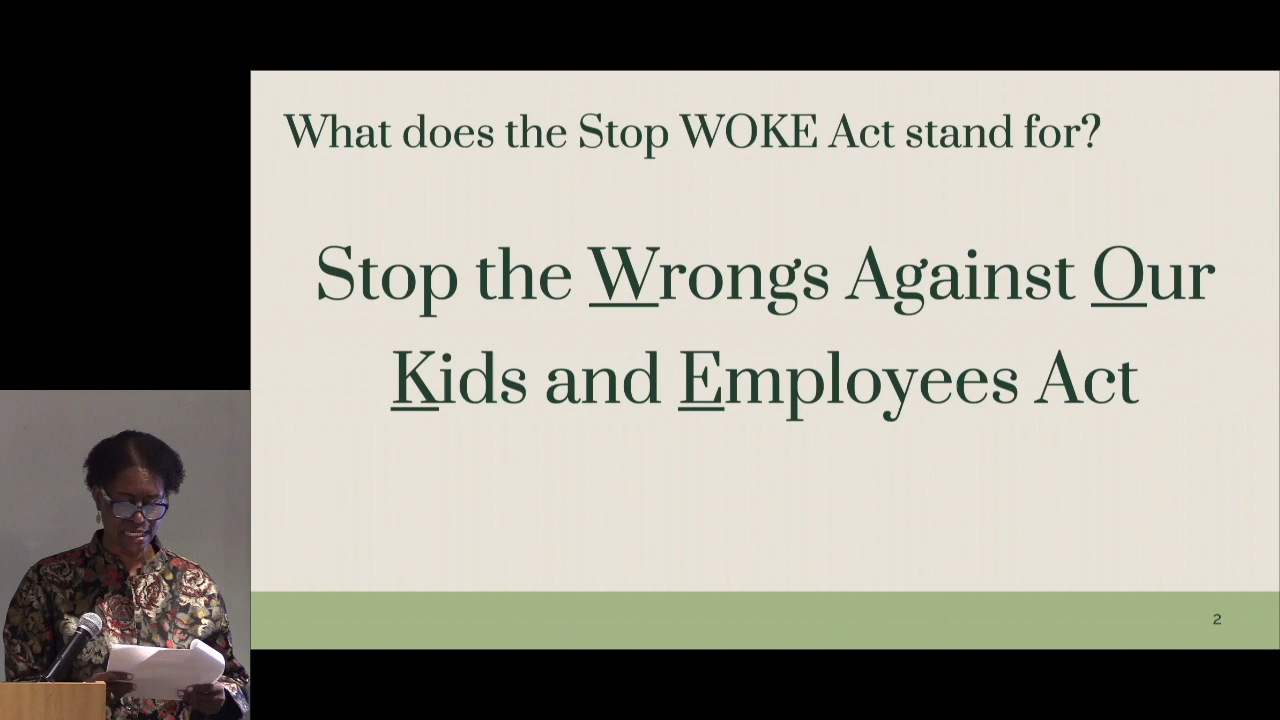 What does the Stop WOKE Act stand for?
Stop the Wrongs Against Our
Kids and Employees Act
2